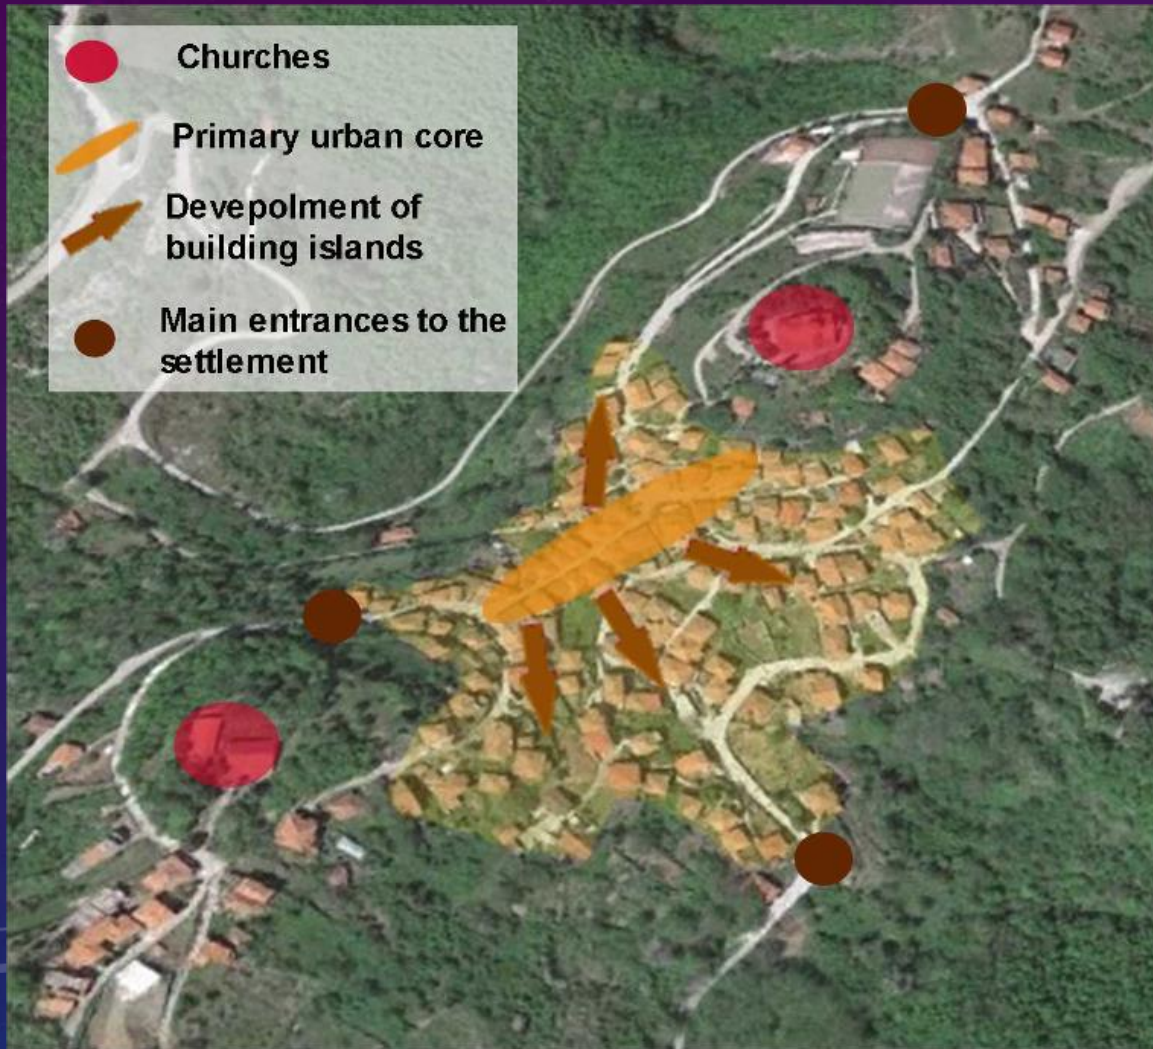 Churches
Primary urban core
Devepolment of
building islands
Main entrances to the
settlement